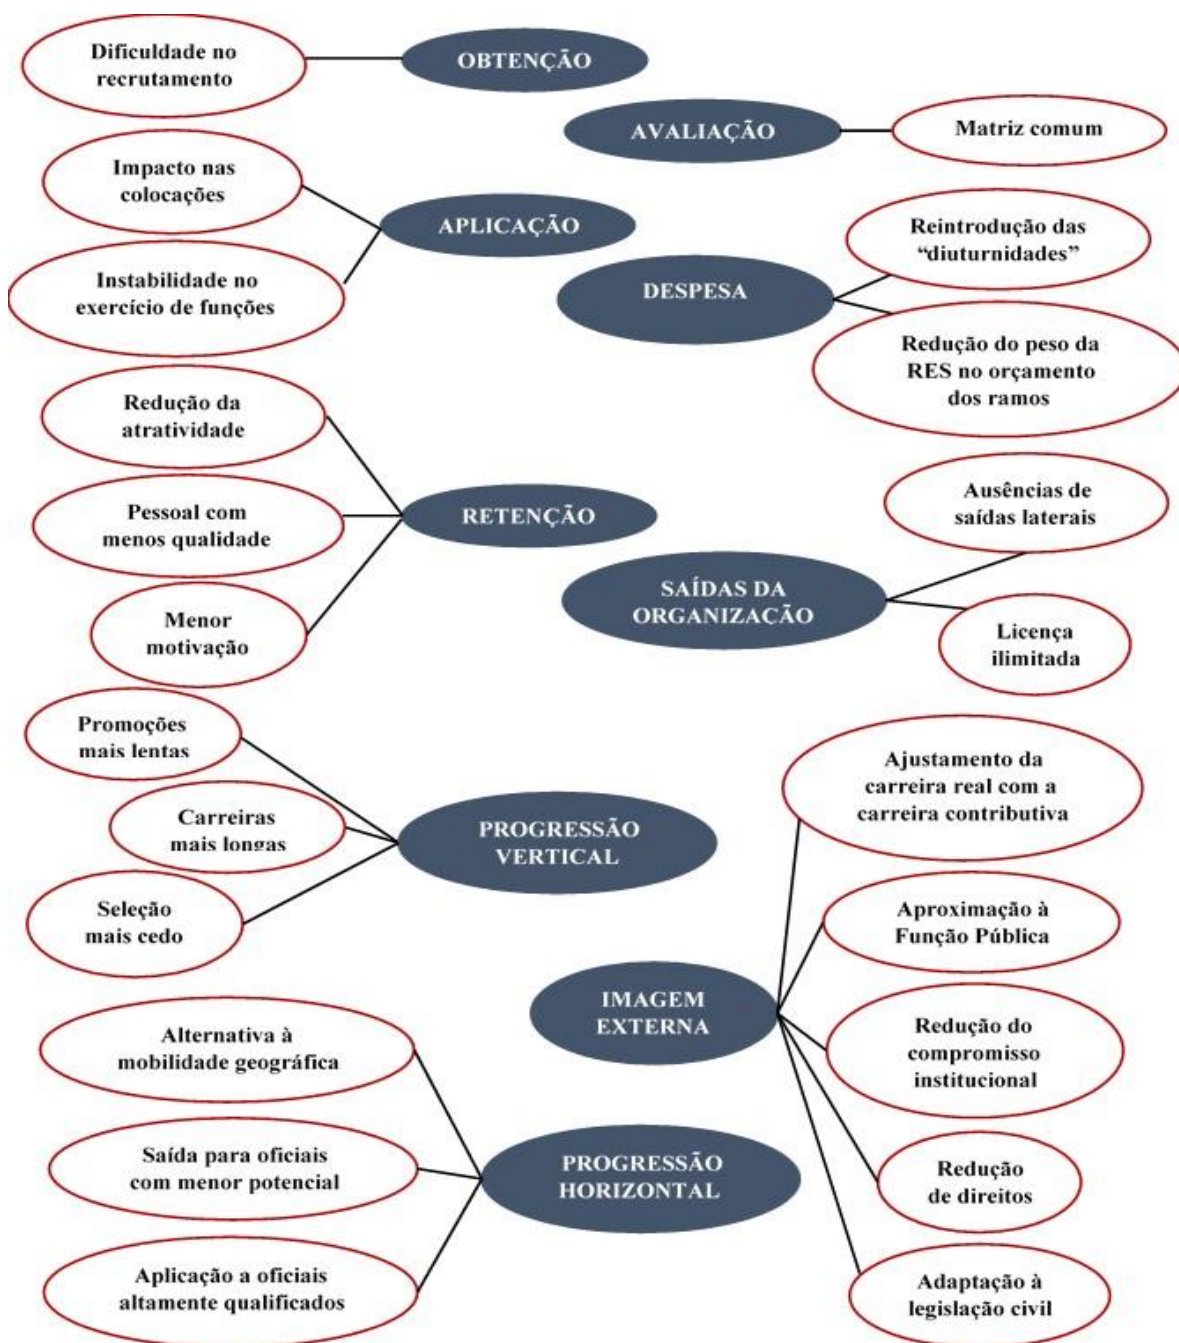 Dificuldade no
recrutamento
OBTENÇÃO
AVALIAÇÃO
Matriz comum
Impacto nas
colocações
APLICAÇÃO
Instabilidade no
exercício de funções
Reintrodução das
“diuturnidades”
DESPESA
Redução do peso da
RES no orçamento
dos ramos
Redução da
atratividade
Pessoal com
menos qualidade
RETENÇÃO
Menor
motivação
Ausências de
saídas laterais
SAÍDAS DA
ORGANIZAÇÃO
Licença
ilimitada
Promoções
mais lentas
Carreiras
mais longas
PROGRESSÃO
VERTICAL
Seleção
mais cedo
Ajustamento da
carreira real com a
carreira contributiva
Aproximação à
Função Pública
IMAGEM
EXTERNA
Redução do
compromisso
institucional
Redução
de direitos
Adaptação à
legislação civil
Alternativa à
mobilidade geográfica
Saída para oficiais
com menor potencial
PROGRESSÃO
HORIZONTAL
Aplicação a oficiais
altamente qualificados